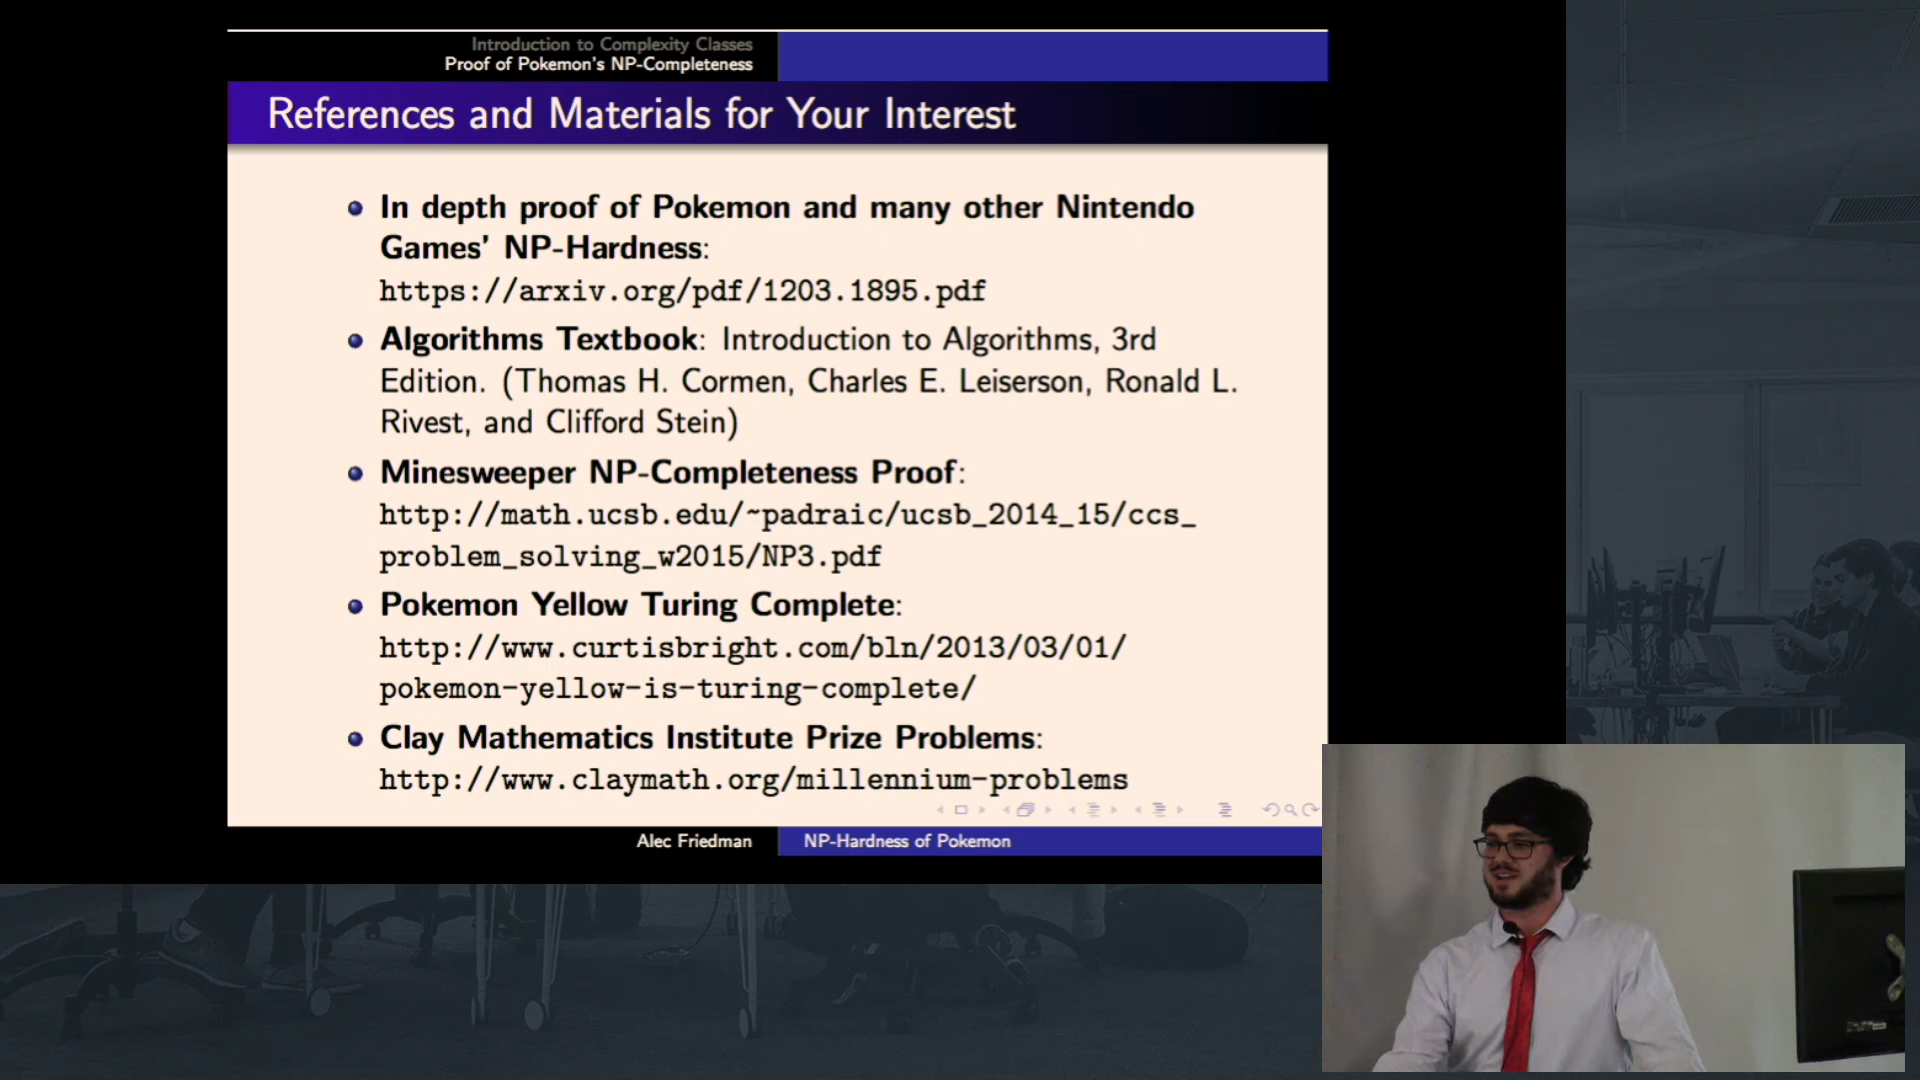 Introduction to Complexity Classes
Proof of Pokemon's NP-Completeness
References and Materials for Your Interest
In depth proof of Pokemon and many other Nintendo
Games' NP-Hardness:
https://arxiv.org/pdf/1203.1895.pdf
Algorithms Textbook: Introduction to Algorithms, 3rd
Edition. (Thomas H. Cormen, Charles E. Leiserson, Ronald L.
Rivest, and Clifford Stein)
Minesweeper NP-Completeness Proof:
http://math.ucsb.edu/~padraic/ucsb_2014_15/ccs_
problem_solving_w2015/NP3.pdf
Pokemon Yellow Turing Complete:
http://www.curtisbright.com/bln/2013/03/01/
pokemon-yellow-is-turing-complete/
Clay Mathematics Institute Prize Problems:
http://www.claymath.org/millennium-problems
Alec Friedman
NP-Hardness of Pokemon